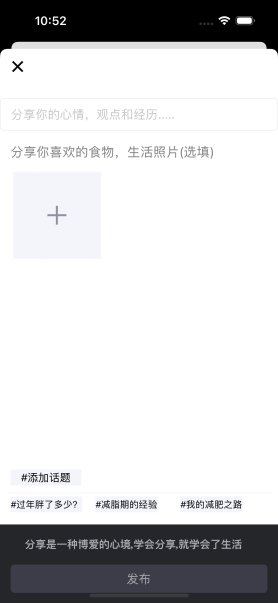 10:52
分享你的心情，观点和经历.....
分享你喜欢的食物，生活照片(选填)
#添加话题
#过年胖了多少? #减脂期的经验 #我的减肥之路
分享是一种博爱的心境,学会分享,就学会了生活
发布